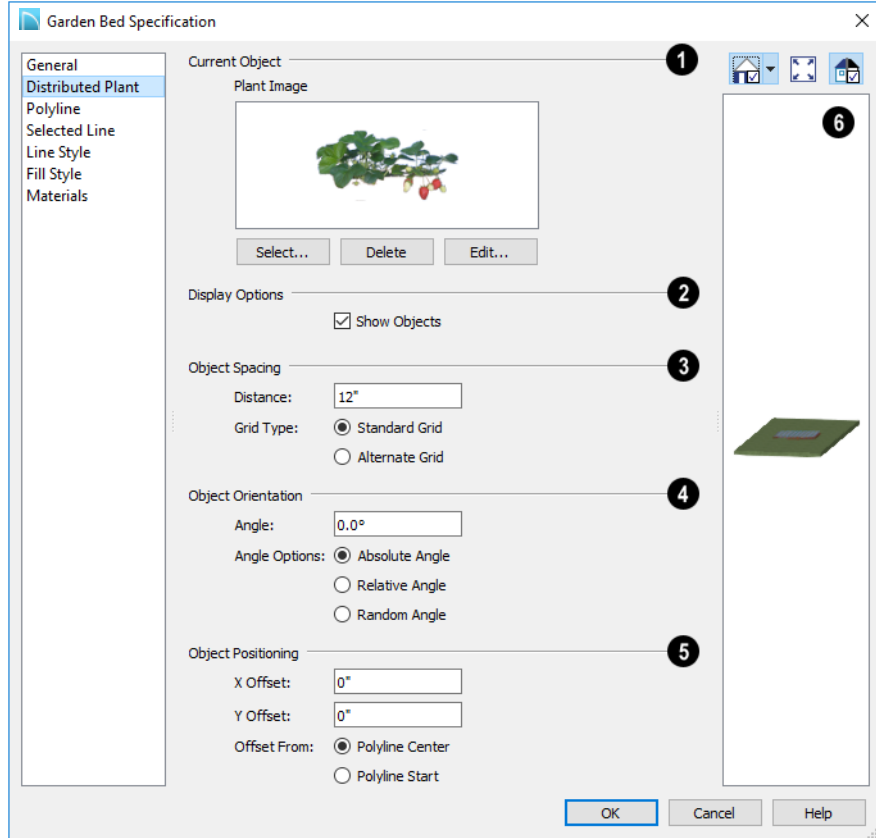 Garden Bed Specification
General
Distributed Plant
Polyline
Selected Line
Line Style
Fill Style
Materials
Current Object 1
Plant Image
Select... Delete Edit...
Display Options 2
Show Objects
Object Spacing 3
Distance: 12"
Grid Type: Standard Grid
Alternate Grid
Object Orientation 4
Angle: 0.0°
Angle Options: Absolute Angle
Relative Angle
Random Angle
Object Positioning 5
X Offset: 0"
Y Offset: 0"
Offset From: Polyline Center
Polyline Start
6
OK Cancel Help